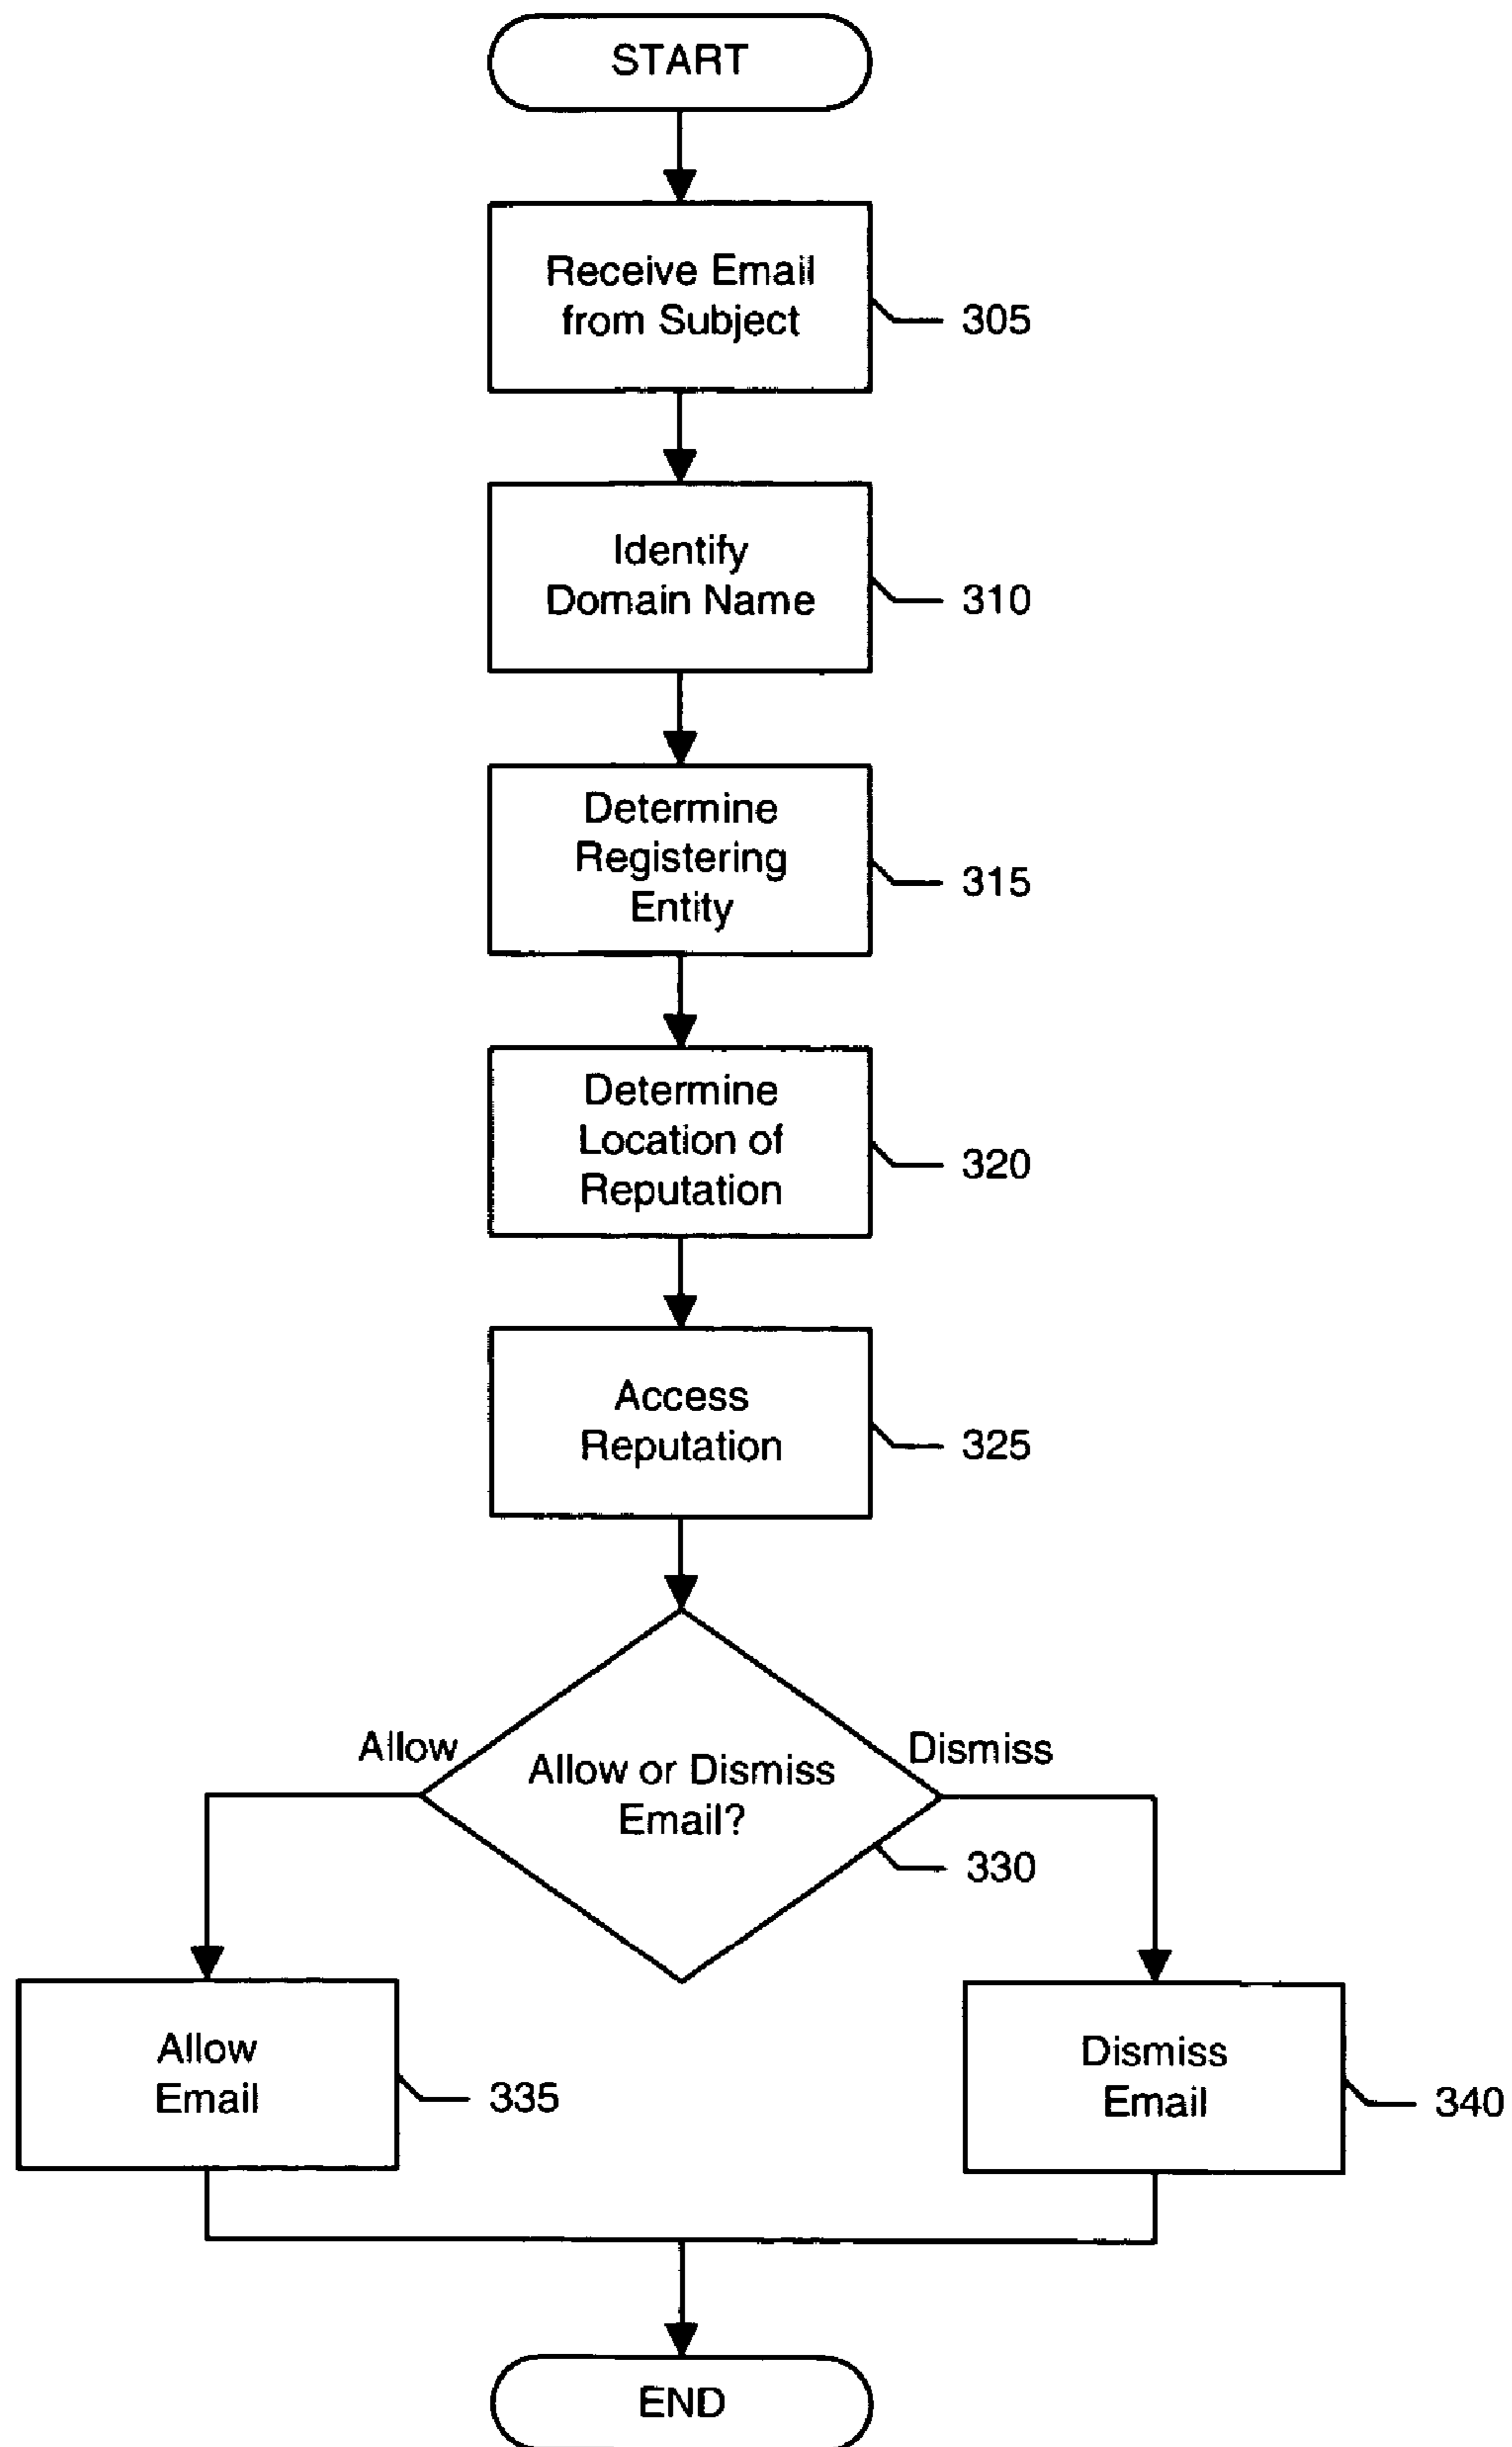 START
Receive Email
from Subject
305
Identify
Domain Name
310
Determine
Registering
Entity
315
Determine
Location of
Reputation
320
Access
Reputation
325
Allow
Allow or Dismiss
Email?
Dismiss
330
Allow
Email
335
Dismiss
Email
340
END